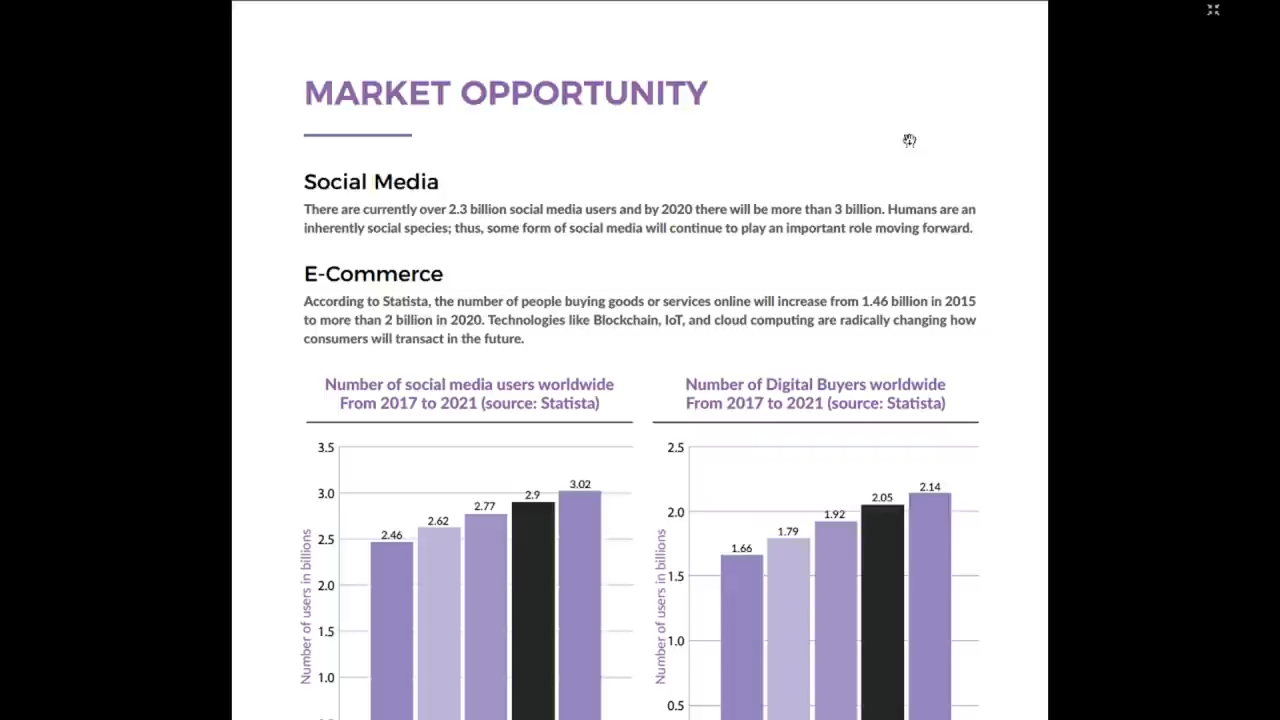 MARKET OPPORTUNITY
Social Media
There are currently over 2.3 billion social media users and by 2020 there will be more than 3 billion. Humans are an
inherently social species; thus, some form of social media will continue to play an important role moving forward.
E-Commerce
According to Statista, the number of people buying goods or services online will increase from 1.46 billion in 2015
to more than 2 billion in 2020. Technologies like Blockchain, IoT, and cloud computing are radically changing how
consumers will transact in the future.
Number of social media users worldwide
From 2017 to 2021 (source: Statista)
3.5
3.0
2.5
2.0
1.5
1.0
Number of users in billions
2.46
2.62
2.77
2.9
3.02
Number of Digital Buyers worldwide
From 2017 to 2021 (source: Statista)
2.5
2.0
1.5
1.0
0.5
Number of users in billions
1.66
1.79
1.92
2.05
2.14